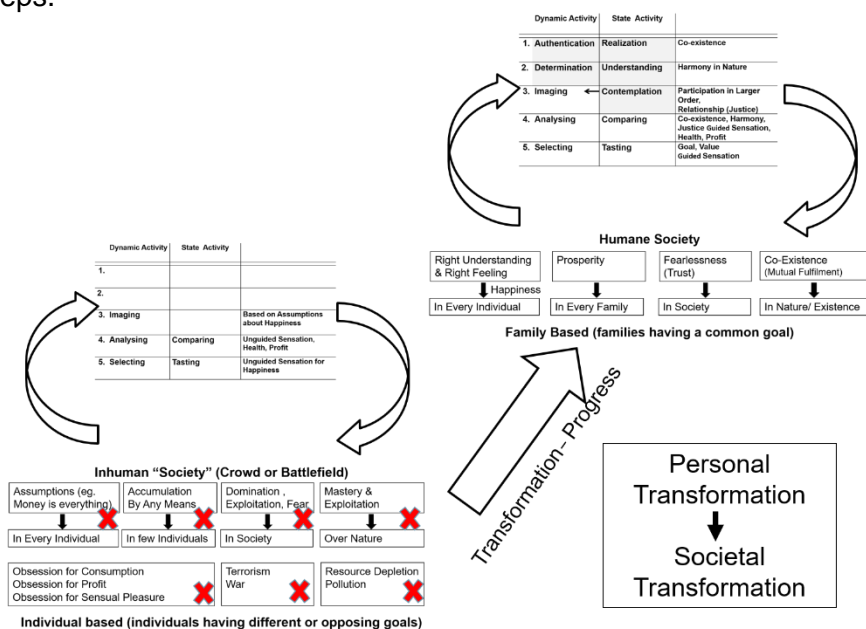 eps.
Dynamic Activity State Activity
1. Authentication Realization Co-existence
2. Determination Understanding Harmony in Nature
3. Imaging Contemplation Participation in Larger
Order,
Relationship (Justice)
4. Analysing Comparing Co-existence, Harmony,
Justice Guided Sensation,
Health, Profit
5. Selecting Tasting Goal, Value
Guided Sensation
Humane Society
Right Understanding
& Right Feeling
Happiness
In Every Individual
Prosperity
In Every Family
Fearlessness
(Trust)
In Society
Co-Existence
(Mutual Fulfilment)
In Nature/ Existence
Family Based (families having a common goal)
Dynamic Activity State Activity
1.
2.
3. Imaging Based on Assumptions
about Happiness
4. Analysing Comparing Unguided Sensation,
Health, Profit
5. Selecting Tasting Unguided Sensation for
Happiness
Inhuman “Society” (Crowd or Battlefield)
Assumptions (eg.
Money is everything)
In Every Individual
Accumulation
By Any Means
In few Individuals
Domination ,
Exploitation, Fear
In Society
Mastery &
Exploitation
Over Nature
Obsession for Consumption
Obsession for Profit
Obsession for Sensual Pleasure
Terrorism
War
Resource Depletion
Pollution
Individual based (individuals having different or opposing goals)
Transformation – Progress
Personal
Transformation
Societal
Transformation